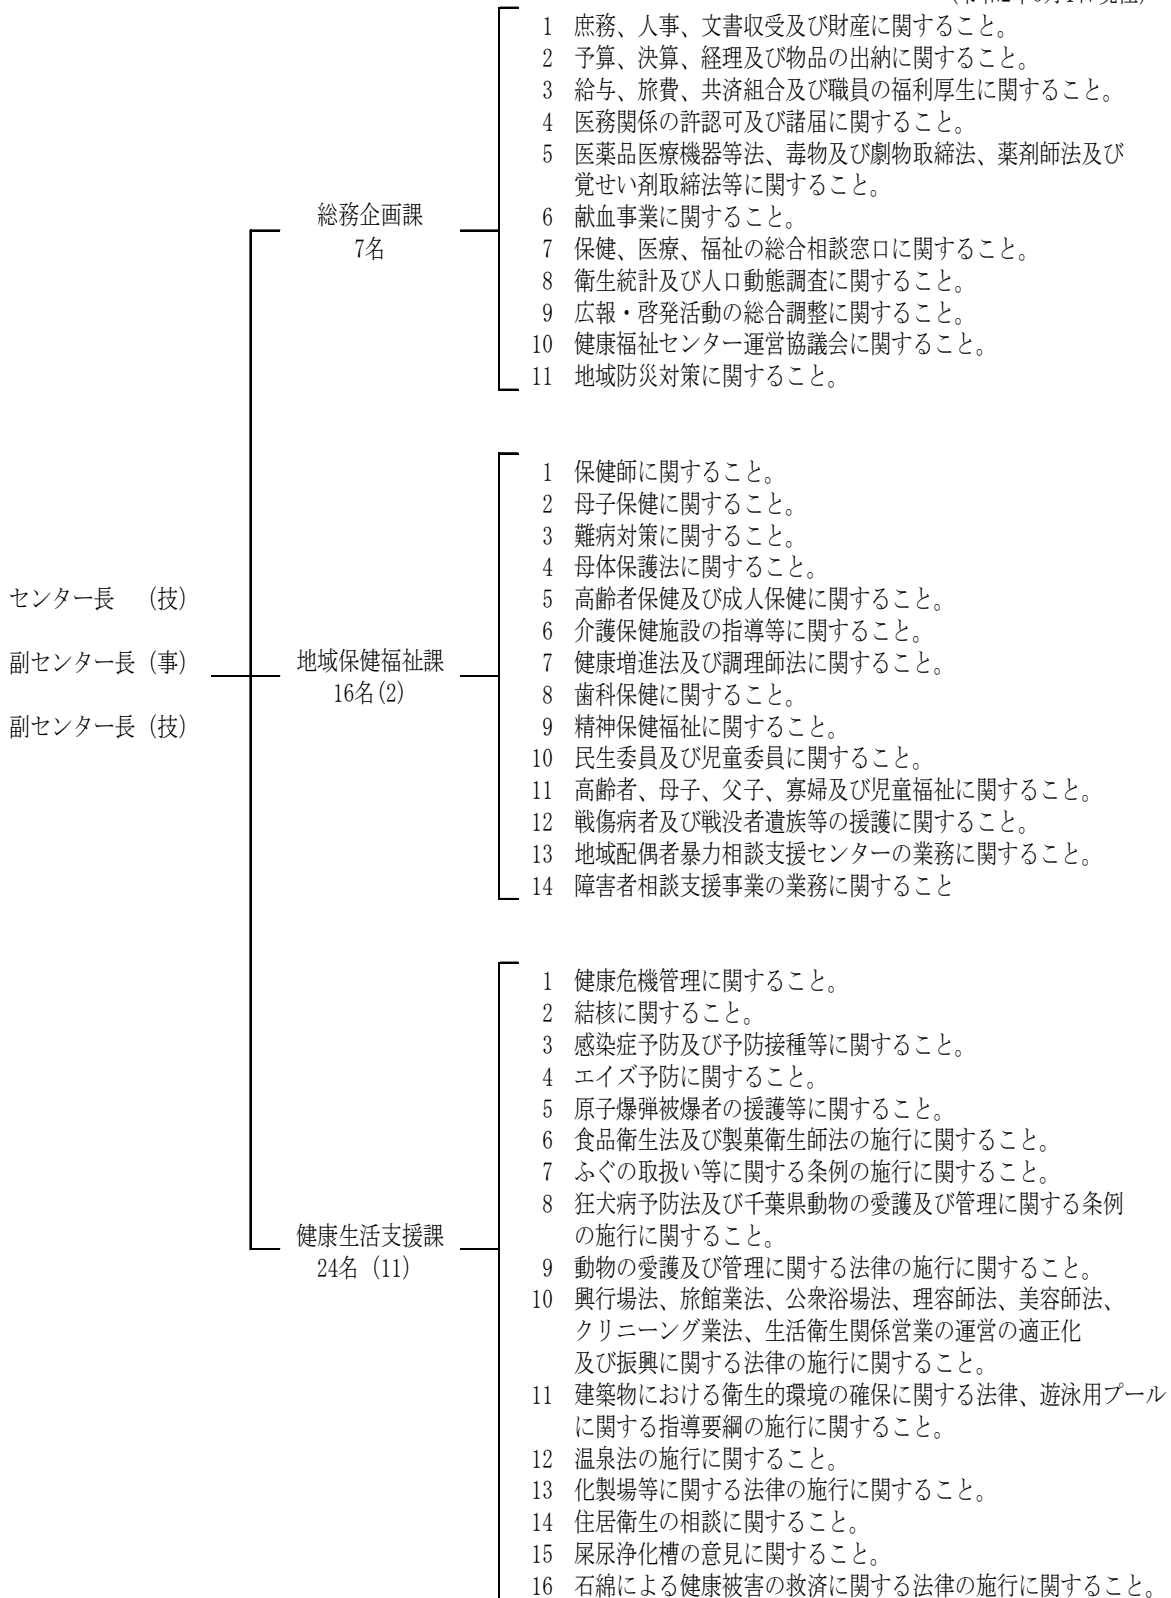 1 庶務、人事、文書収受及び財産に関すること。
2 予算、決算、経理及び物品の出納に関すること。
3 給与、旅費、共済組合及び職員の福利厚生に関すること。
4 医務関係の許認可及び諸届に関すること。
5 医薬品医療機器等法、毒物及び劇物取締法、薬剤師法及び
覚せい剤取締法等に関すること。
総務企画課
7名
6 献血事業に関すること。
7 保健、医療、福祉の総合相談窓口に関すること。
8 衛生統計及び人口動態調査に関すること。
9 広報・啓発活動の総合調整に関すること。
10 健康福祉センター運営協議会に関すること。
11 地域防災対策に関すること。
センター長 (技)
副センター長 (事)
副センター長 (技)
地域保健福祉課
16名(2)
1 保健師に関すること。
2 母子保健に関すること。
3 難病対策に関すること。
4 母体保護法に関すること。
5 高齢者保健及び成人保健に関すること。
6 介護保健施設の指導等に関すること。
7 健康増進法及び調理師法に関すること。
8 歯科保健に関すること。
9 精神保健福祉に関すること。
10 民生委員及び児童委員に関すること。
11 高齢者、母子、父子、寡婦及び児童福祉に関すること。
12 戦傷病者及び戦没者遺族等の援護に関すること。
13 地域配偶者暴力相談支援センターの業務に関すること。
14 障害者相談支援事業の業務に関すること
健康生活支援課
24名 (11)
1 健康危機管理に関すること。
2 結核に関すること。
3 感染症予防及び予防接種等に関すること。
4 エイズ予防に関すること。
5 原子爆弾被爆者の援護等に関すること。
6 食品衛生法及び製菓衛生師法の施行に関すること。
7 ふぐの取扱い等に関する条例の施行に関すること。
8 狂犬病予防法及び千葉県動物の愛護及び管理に関する条例
の施行に関すること。
9 動物の愛護及び管理に関する法律の施行に関すること。
10 興行場法、旅館業法、公衆浴場法、理容師法、美容師法、
クリニーング業法、生活衛生関係営業の運営の適正化
及び振興に関する法律の施行に関すること。
11 建築物における衛生的環境の確保に関する法律、遊泳用プール
に関する指導要綱の施行に関すること。
12 温泉法の施行に関すること。
13 化製場等に関する法律の施行に関すること。
14 住居衛生の相談に関すること。
15 屎尿浄化槽の意見に関すること。
16 石綿による健康被害の救済に関する法律の施行に関すること。